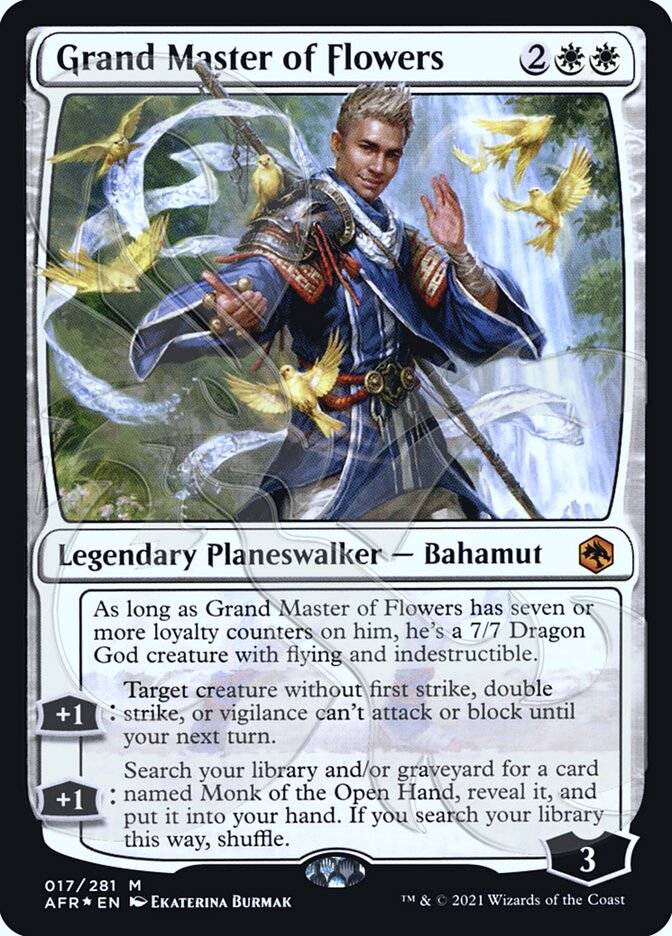 Grand Master of Flowers 2
Legendary Planeswalker — Bahamut
As long as Grand Master of Flowers has seven or
more loyalty counters on him, he's a 7/7 Dragon
God creature with flying and indestructible.
+1: Target creature without first strike, double
strike, or vigilance can't attack or block until
your next turn.
+1: Search your library and/or graveyard for a card
named Monk of the Open Hand, reveal it, and
put it into your hand. If you search your library
this way, shuffle.
3
017/281 M
AFR★EN Ekaterina Burmak
™ & © 2021 Wizards of the Coast